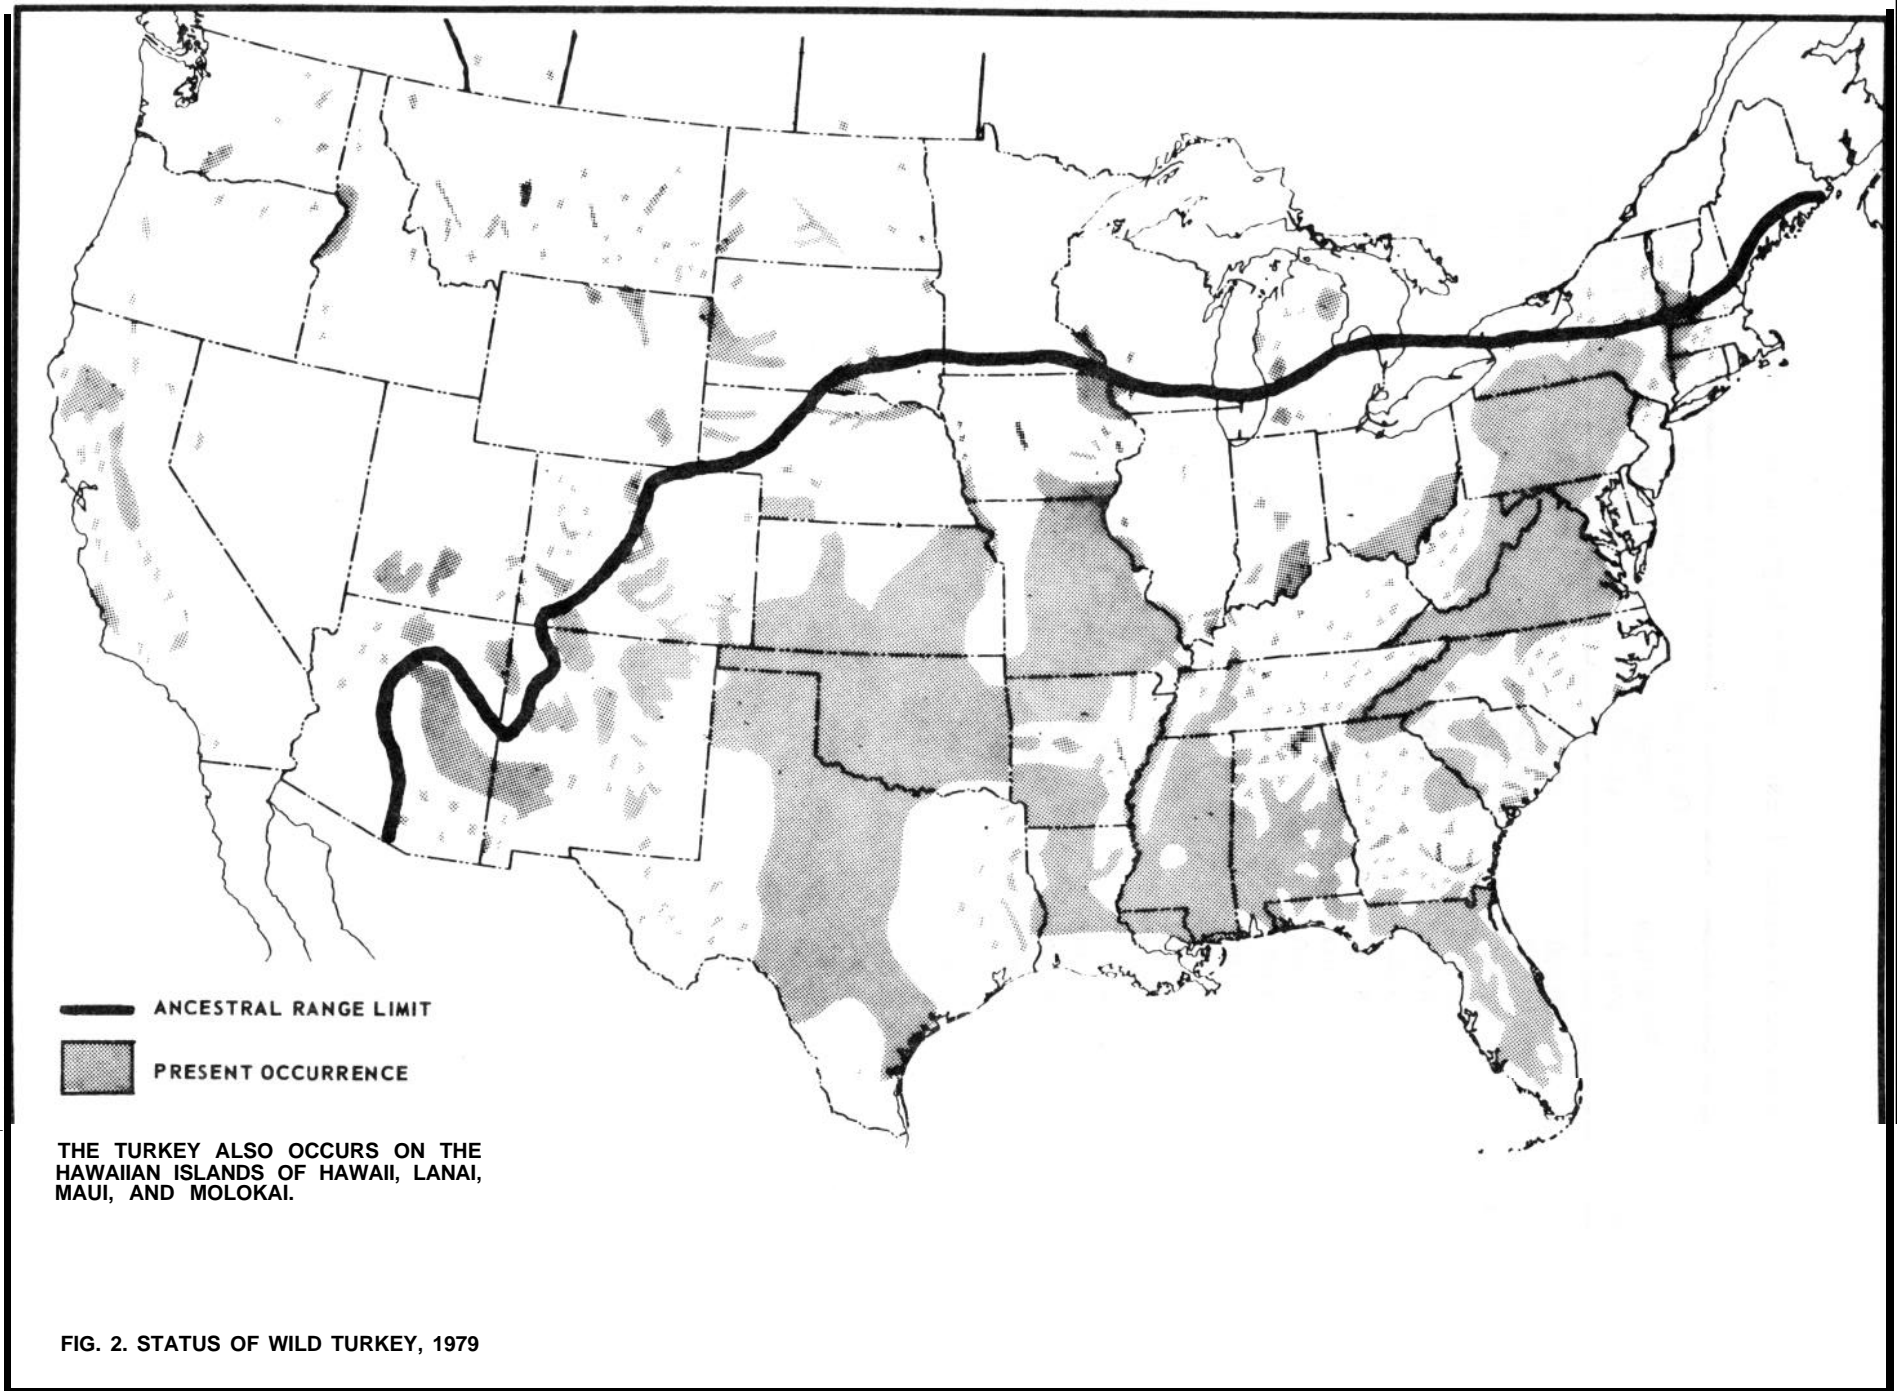 ANCESTRAL RANGE LIMIT
PRESENT OCCURRENCE
THE TURKEY ALSO OCCURS ON THE
HAWAIIAN ISLANDS OF HAWAII, LANAI,
MAUI, AND MOLOKAI.
FIG. 2. STATUS OF WILD TURKEY, 1979